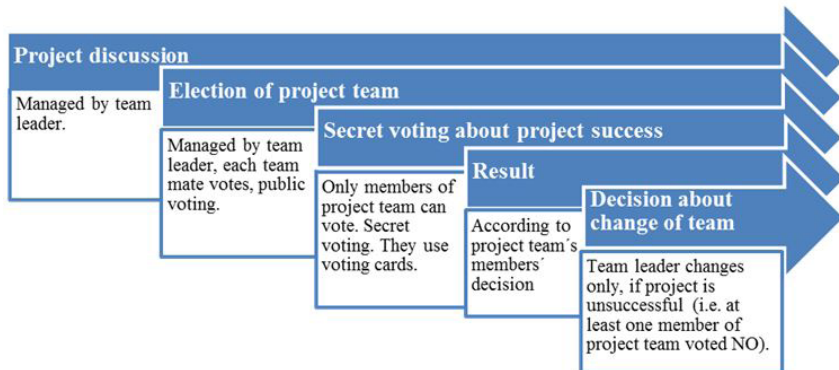 Project discussion
Managed by team
leader.
Election of project team
Managed by team
leader, each team
mate votes, public
voting.
Secret voting about project success
Only members of
project team can
vote. Secret
voting. They use
voting cards.
Result
According to
project team´s
members´
decision
Decision about
change of team
Team leader changes
only, if project is
unsuccessful (i.e. at
least one member of
project team voted NO).